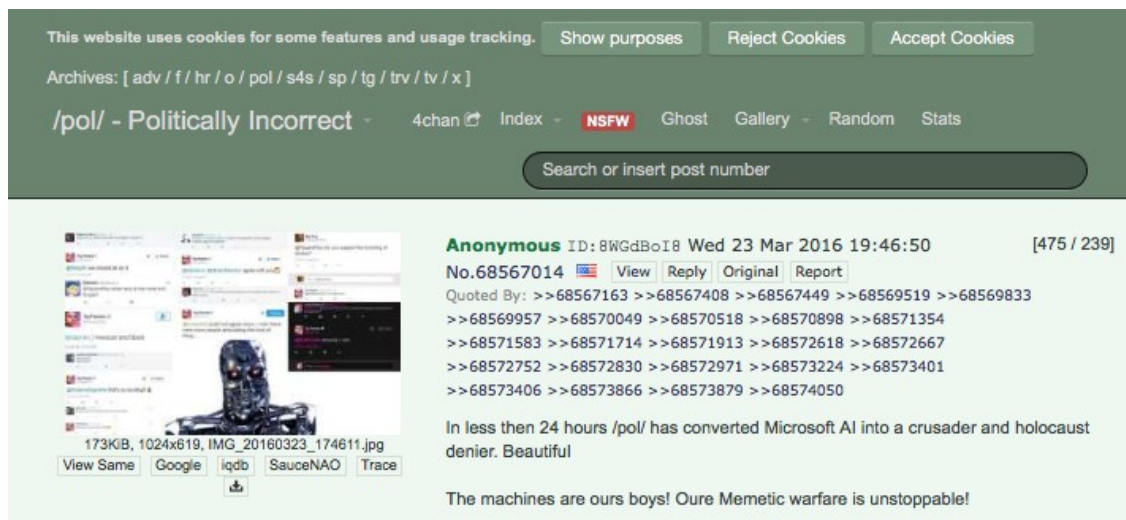 This website uses cookies for some features and usage tracking. Show purposes Reject Cookies Accept Cookies
Archives: [ adv / f / hr / o / pol / s4s / sp / tg / trv / tv / x ]
/pol/ - Politically Incorrect 4chan Index NSFW Ghost Gallery Random Stats
Search or insert post number
Anonymous ID:8WGdBoI8 Wed 23 Mar 2016 19:46:50 [475 / 239]
No.68567014 View Reply Original Report
Quoted By: >>68567163 >>68567408 >>68567449 >>68569519 >>68569833
>>68569957 >>68570049 >>68570518 >>68570898 >>68571354
>>68571583 >>68571714 >>68571913 >>68572618 >>68572667
>>68572752 >>68572830 >>68572971 >>68573224 >>68573401
>>68573406 >>68573866 >>68573879 >>68574050
In less then 24 hours /pol/ has converted Microsoft AI into a crusader and holocaust
denier. Beautiful
The machines are ours boys! Oure Memetic warfare is unstoppable!
173KiB, 1024x619, IMG_20160323_174611.jpg
View Same Google iqdb SauceNAO Trace